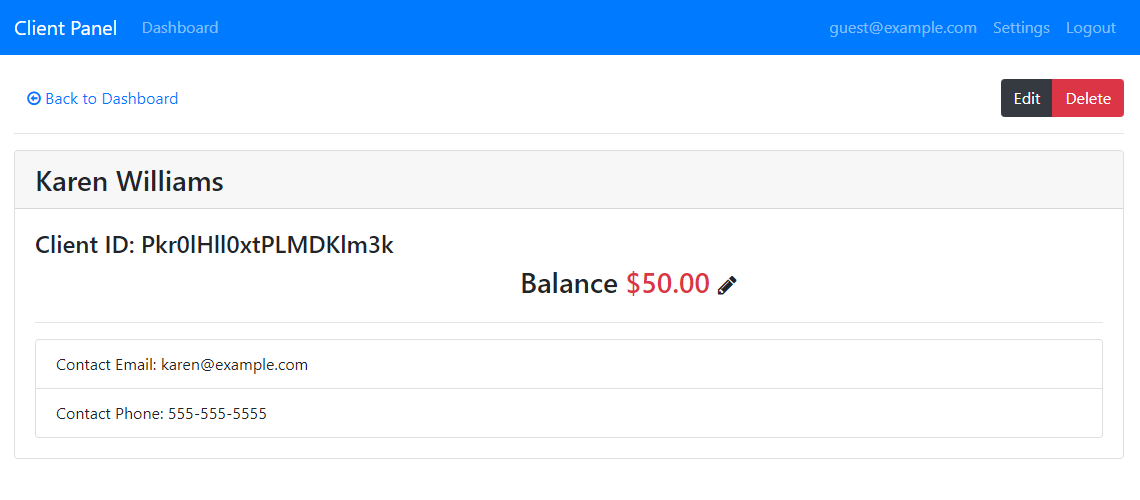 Client Panel Dashboard guest@example.com Settings Logout
Back to Dashboard Edit Delete
Karen Williams
Client ID: Pkr0lHll0xtPLMDKlm3k
Balance $50.00
Contact Email: karen@example.com
Contact Phone: 555-555-5555